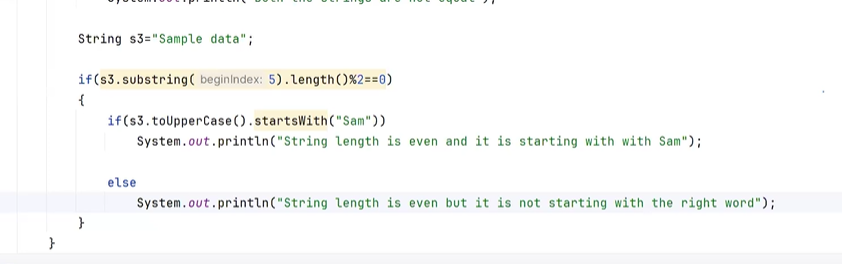 String s3="Sample data";
if(s3.substring( beginIndex: 5).length()%2==0)
{
if(s3.toUpperCase().startsWith("Sam"))
System.out.println("String length is even and it is starting with with Sam");
else
System.out.println("String length is even but it is not starting with the right word");
}
}